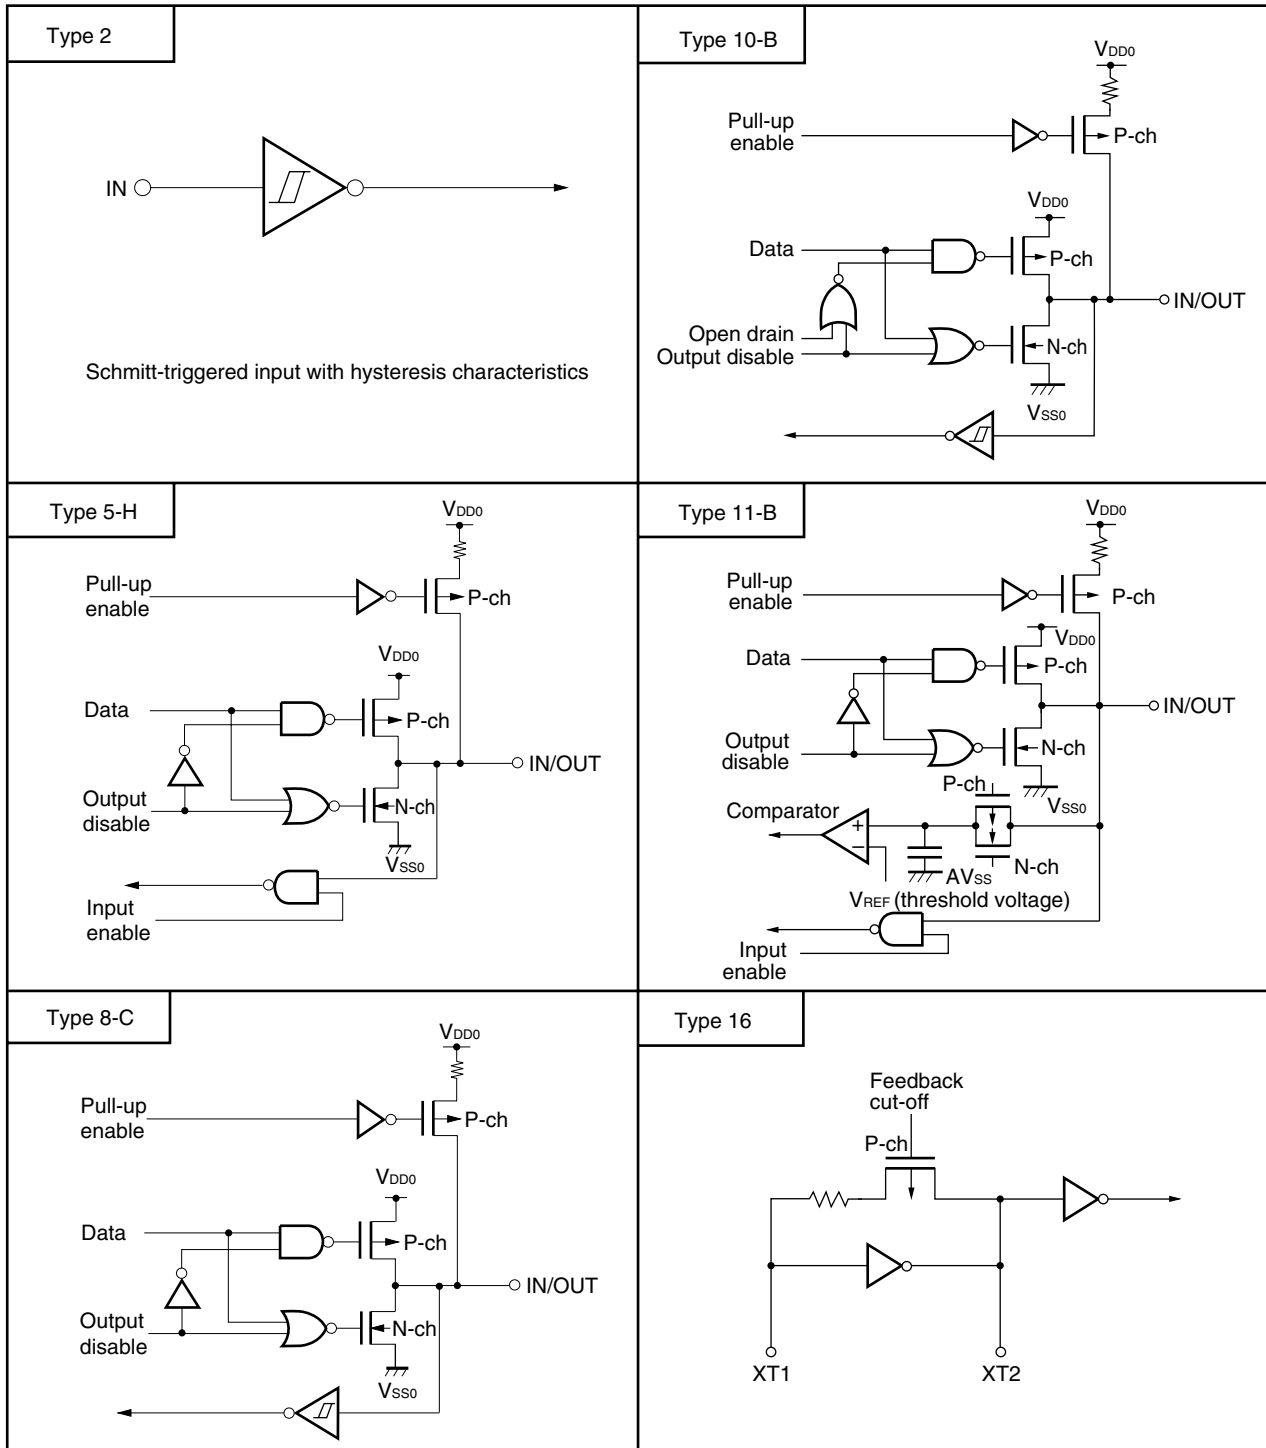 Type 2
IN
Schmitt-triggered input with hysteresis characteristics
Type 10-B
VDD0
Pull-up
enable
P-ch
VDD0
Data
P-ch
IN/OUT
Open drain
Output disable
N-ch
VSS0
Type 5-H
VDD0
Pull-up
enable
P-ch
VDD0
Data
P-ch
IN/OUT
Output
disable
N-ch
VSS0
Input
enable
Type 11-B
VDD0
Pull-up
enable
P-ch
VDD0
Data
P-ch
IN/OUT
Output
disable
N-ch
P-ch
VSS0
Comparator
+
−
N-ch
AVSS
VREF (threshold voltage)
Input
enable
Type 8-C
VDD0
Pull-up
enable
P-ch
VDD0
Data
P-ch
IN/OUT
Output
disable
N-ch
VSS0
Type 16
Feedback
cut-off
P-ch
XT1
XT2